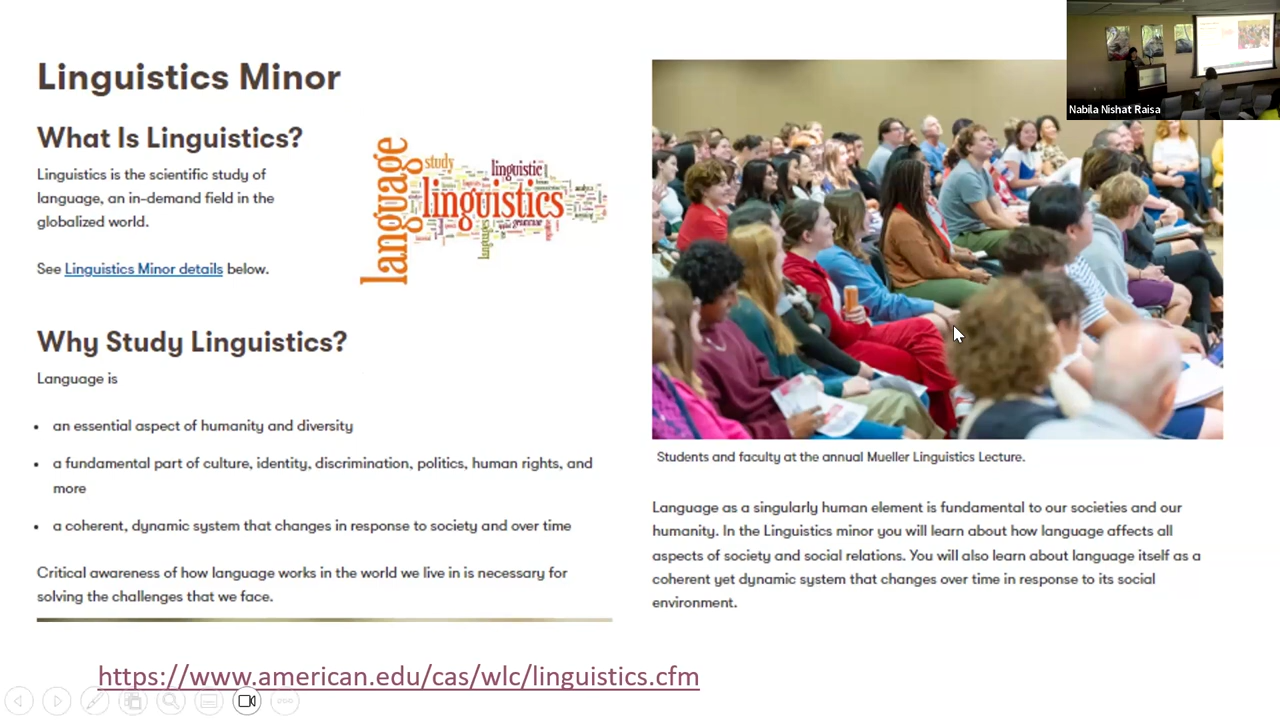 Linguistics Minor
What Is Linguistics?
Linguistics is the scientific study of
language, an in-demand field in the
globalized world.
See Linguistics Minor details below.
language
study
linguistic
linguistics
languages
grammar
Why Study Linguistics?
Language is
• an essential aspect of humanity and diversity
• a fundamental part of culture, identity, discrimination, politics, human rights, and
more
• a coherent, dynamic system that changes in response to society and over time
Critical awareness of how language works in the world we live in is necessary for
solving the challenges that we face.
Nabila Nishat Raisa
Students and faculty at the annual Mueller Linguistics Lecture.
Language as a singularly human element is fundamental to our societies and our
humanity. In the Linguistics minor you will learn about how language affects all
aspects of society and social relations. You will also learn about language itself as a
coherent yet dynamic system that changes over time in response to its social
environment.
https://www.american.edu/cas/wlc/linguistics.cfm